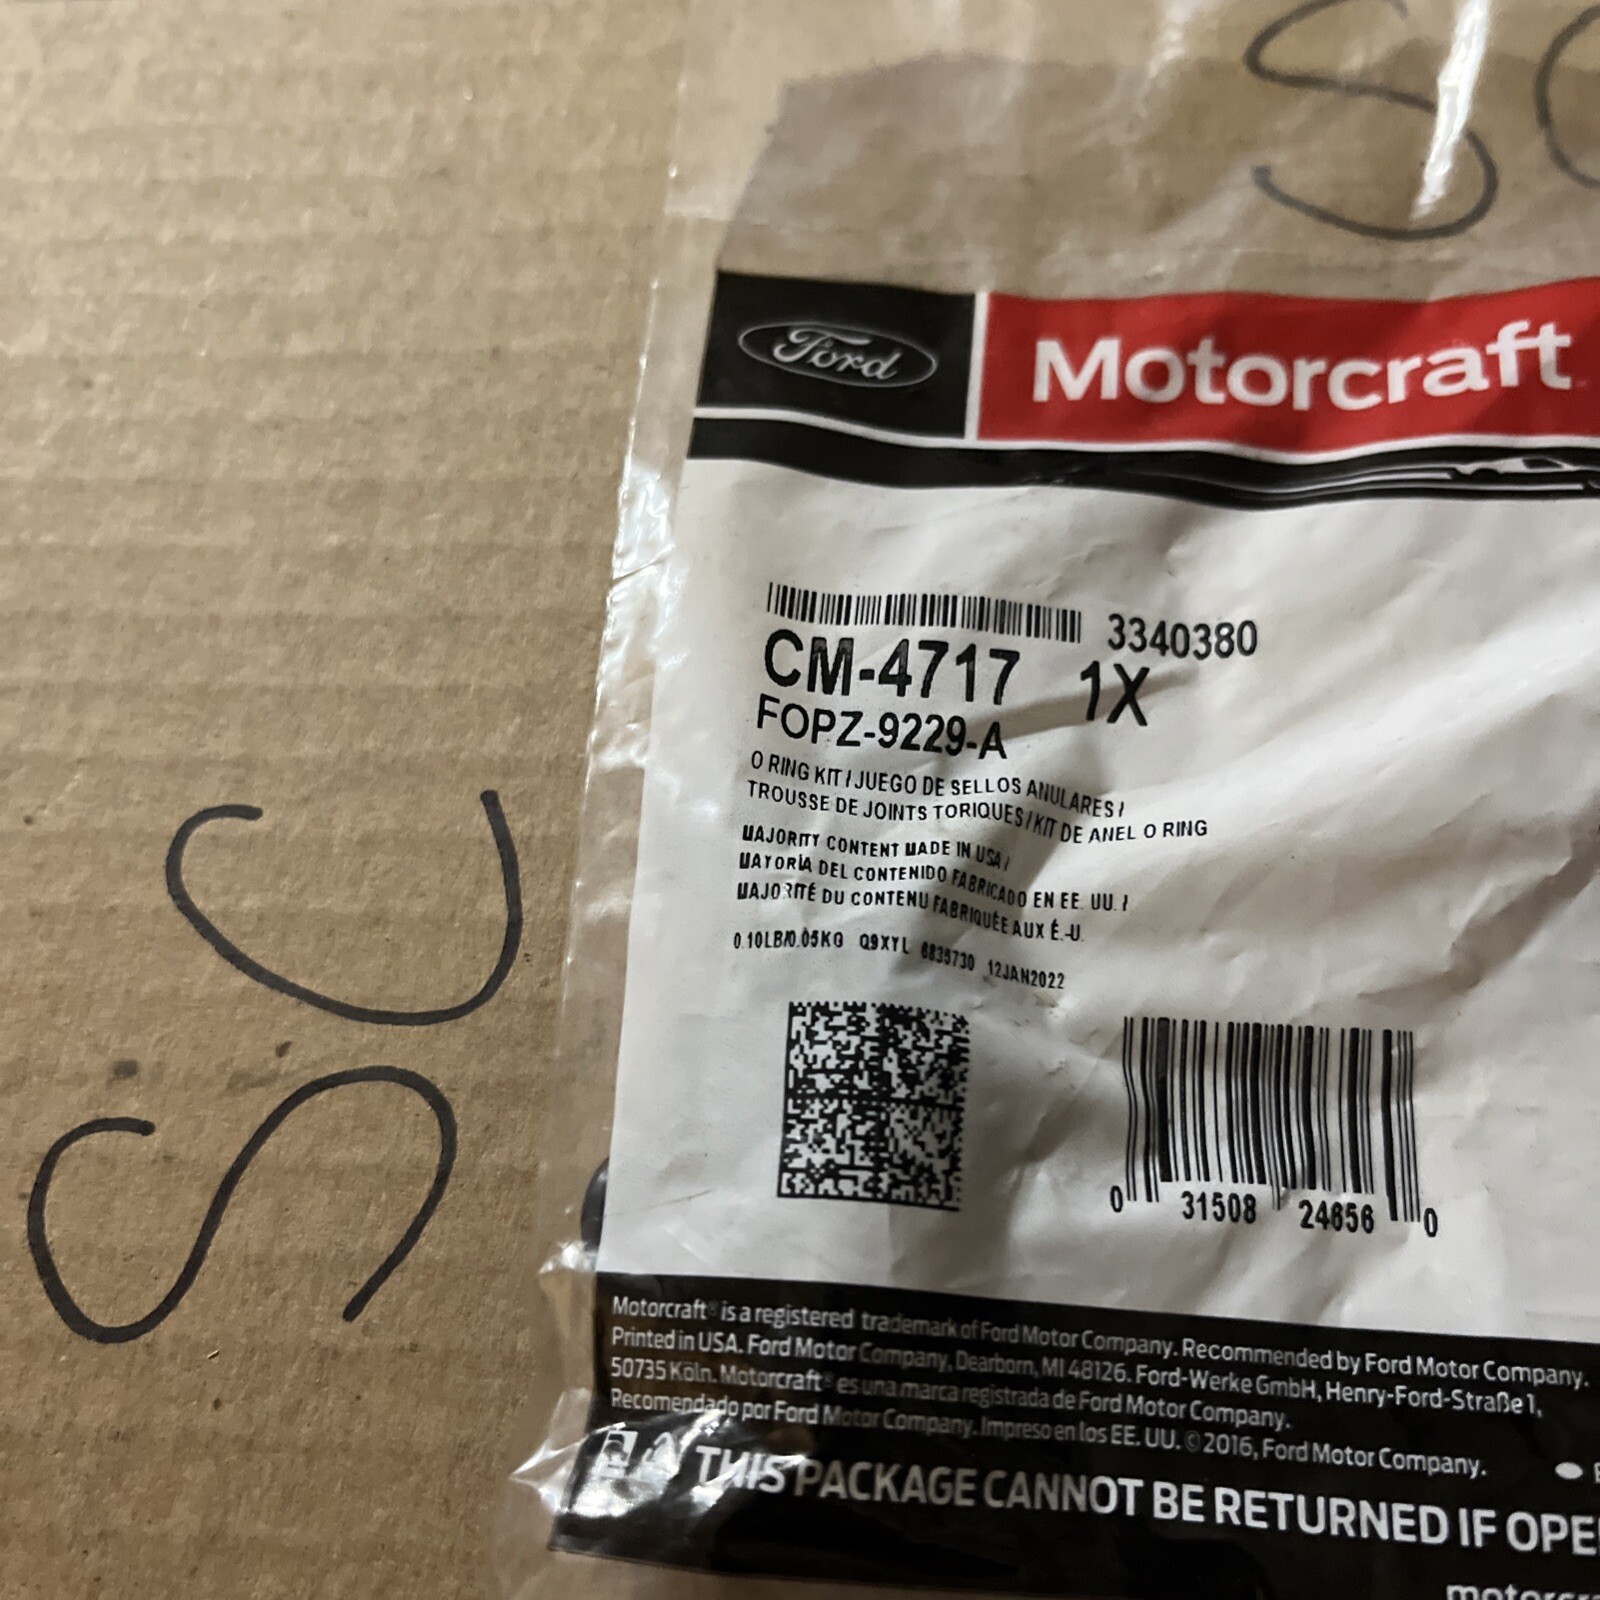 SC
Ford Motorcraft
3340380
CM-4717 1X
FOPZ-9229-A
O RING KIT / JUEGO DE SELLOS ANULARES /
TROUSSE DE JOINTS TORIQUES / KIT DE ANEL O RING
MAJORITY CONTENT MADE IN USA /
MAYORÍA DEL CONTENIDO FABRICADO EN EE. UU. /
MAJORITÉ DU CONTENU FABRIQUÉE AUX É.-U.
0.10LB/0.05KG Q9XYL 6835730 12JAN2022
0 31508 24656 0
Motorcraft® is a registered trademark of Ford Motor Company. Recommended by Ford Motor Company.
Printed in USA. Ford Motor Company, Dearborn, MI 48126. Ford-Werke GmbH, Henry-Ford-Straße 1,
50735 Köln. Motorcraft® es una marca registrada de Ford Motor Company.
Recomendado por Ford Motor Company. Impreso en los EE. UU. © 2016, Ford Motor Company.
THIS PACKAGE CANNOT BE RETURNED IF OPE
motorcra
SC